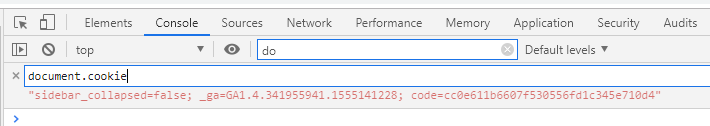 Elements Console Sources Network Performance Memory Application Security Audits
top do Default levels
document.cookie
"sidebar_collapsed=false; _ga=GA1.4.341955941.1555141228; code=cc0e611b6607f530556fd1c345e710d4"